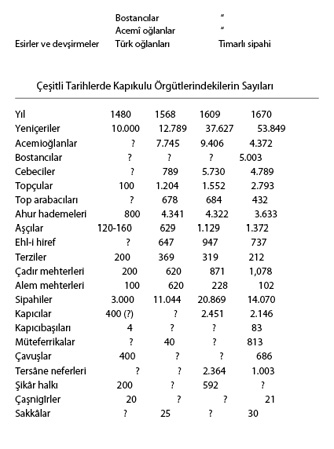 Bostancılar "
Acemî oğlanlar "
Esirler ve devşirmeler Türk oğlanları Timarlı sipahi
Çeşitli Tarihlerde Kapıkulu Örgütlerindekilerin Sayıları
Yıl 1480 1568 1609 1670
Yeniçeriler 10.000 12.789 37.627 53.849
Acemioğlanlar ? 7.745 9.406 4.372
Bostancılar ? ? ? 5.003
Cebeciler ? 789 5.730 4.789
Topçular 100 1.204 1.552 2.793
Top arabacıları ? 678 684 432
Ahur hademeleri 800 4.341 4.322 3.633
Aşçılar 120-160 629 1.129 1.372
Ehl-i hiref ? 647 947 737
Terziler 200 369 319 212
Çadır mehterleri 200 620 871 1,078
Alem mehterleri 100 620 228 102
Sipahiler 3.000 11.044 20.869 14.070
Kapıcılar 400 (?) ? 2.451 2.146
Kapıcıbaşıları 4 ? ? 83
Müteferrikalar ? 40 ? 813
Çavuşlar 400 ? ? 686
Tersâne neferleri ? ? 2.364 1.003
Şikâr halkı 200 ? 592 ?
Çaşnigîrler 20 ? ? 21
Sakkâlar ? 25 ? 30